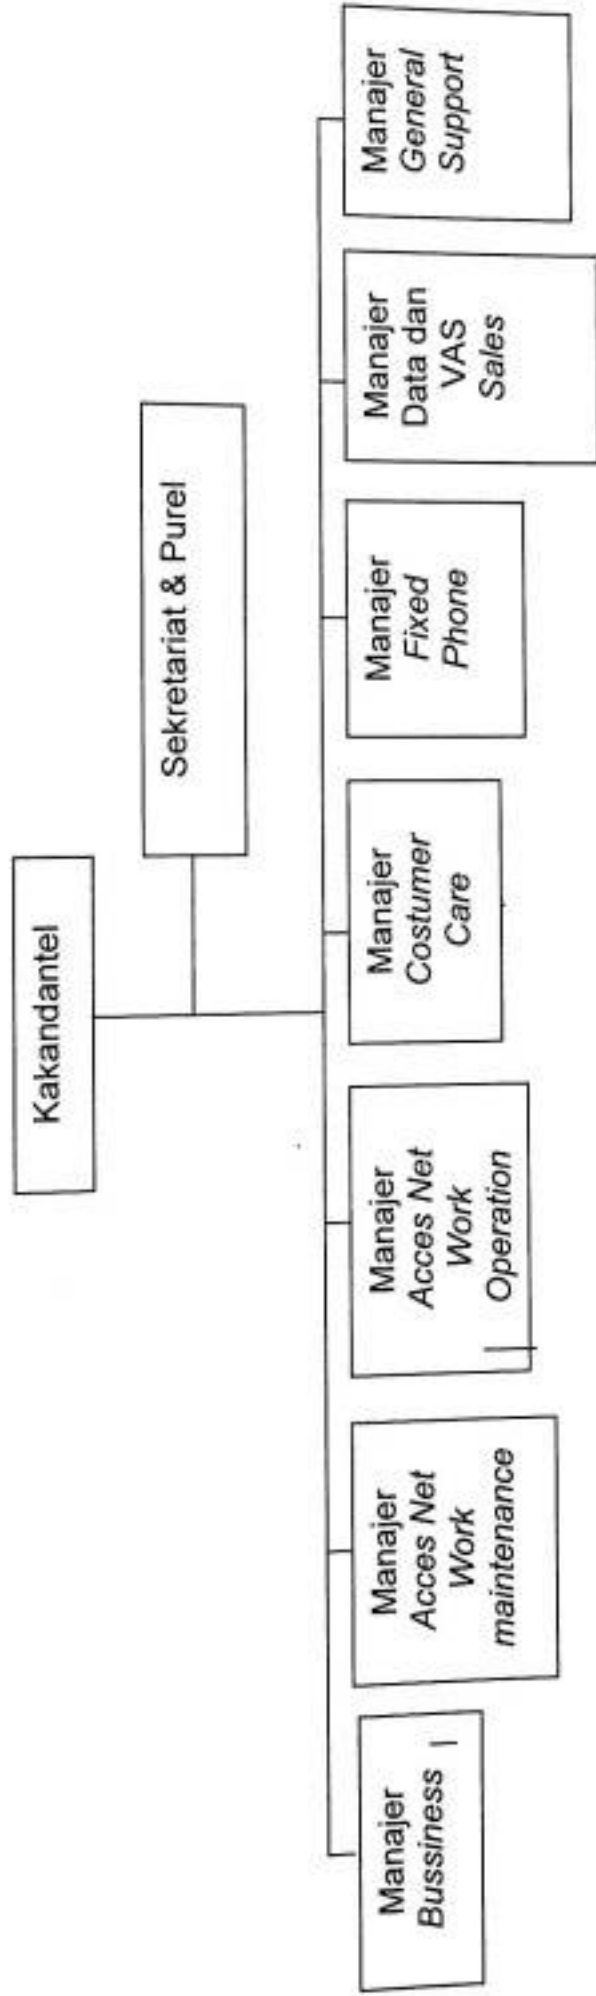 Kakandantel
Sekretariat & Purel
Manajer
Bussiness
Manajer
Acces Net
Work
maintenance
Manajer
Acces Net
Work
Operation
Manajer
Costumer
Care
Manajer
Fixed
Phone
Manajer
Data dan
VAS
Sales
Manajer
General
Support